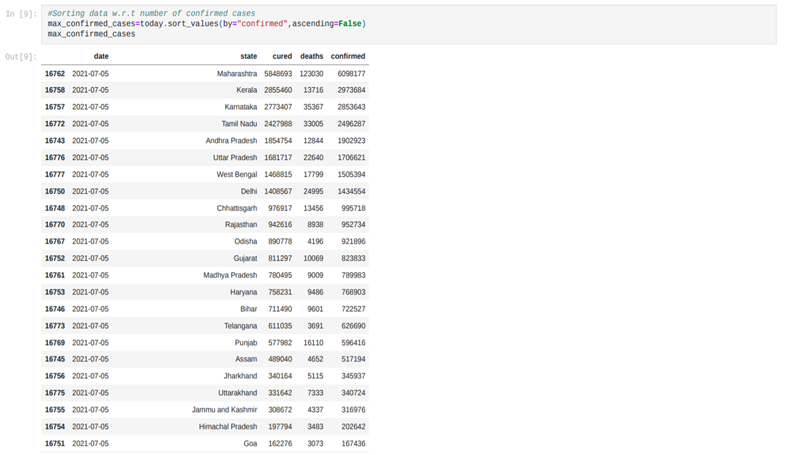 In [9]:
#Sorting data w.r.t number of confirmed cases
max_confirmed_cases=today.sort_values(by="confirmed",ascending=False)
max_confirmed_cases
Out[9]:
date state cured deaths confirmed
16762 2021-07-05 Maharashtra 5848693 123030 6098177
16758 2021-07-05 Kerala 2855460 13716 2973684
16757 2021-07-05 Karnataka 2773407 35367 2853643
16772 2021-07-05 Tamil Nadu 2427988 33005 2496287
16743 2021-07-05 Andhra Pradesh 1854754 12844 1902923
16776 2021-07-05 Uttar Pradesh 1681717 22640 1706621
16777 2021-07-05 West Bengal 1468815 17799 1505394
16750 2021-07-05 Delhi 1408567 24995 1434554
16748 2021-07-05 Chhattisgarh 976917 13456 995718
16770 2021-07-05 Rajasthan 942616 8938 952734
16767 2021-07-05 Odisha 890778 4196 921896
16752 2021-07-05 Gujarat 811297 10069 823833
16761 2021-07-05 Madhya Pradesh 780495 9009 789983
16753 2021-07-05 Haryana 758231 9486 768903
16746 2021-07-05 Bihar 711490 9601 722527
16773 2021-07-05 Telangana 611035 3691 626690
16769 2021-07-05 Punjab 577982 16110 596416
16745 2021-07-05 Assam 489040 4652 517194
16756 2021-07-05 Jharkhand 340164 5115 345937
16775 2021-07-05 Uttarakhand 331642 7333 340724
16755 2021-07-05 Jammu and Kashmir 308672 4337 316976
16754 2021-07-05 Himachal Pradesh 197794 3483 202642
16751 2021-07-05 Goa 162276 3073 167436